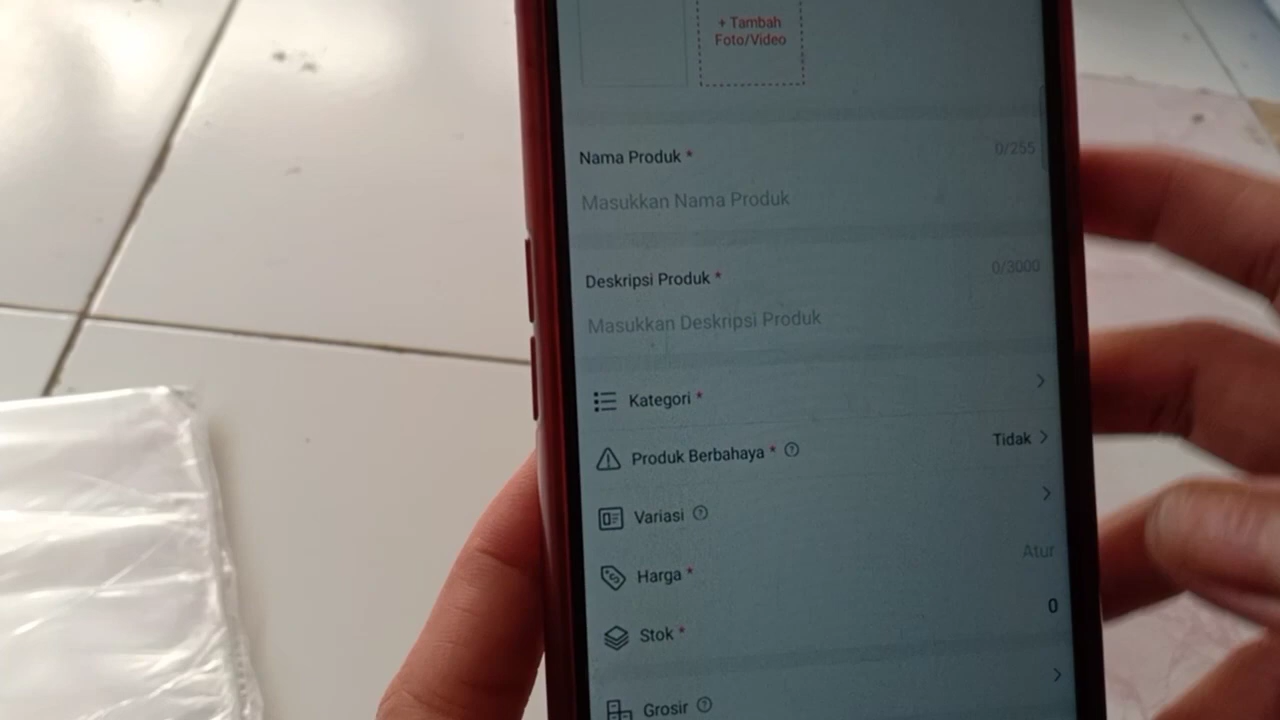 + Tambah
Foto/Video
Nama Produk * 0/255
Masukkan Nama Produk
Deskripsi Produk * 0/3000
Masukkan Deskripsi Produk
Kategori *
Produk Berbahaya * Tidak
Variasi
Harga * Atur
Stok * 0
Grosir